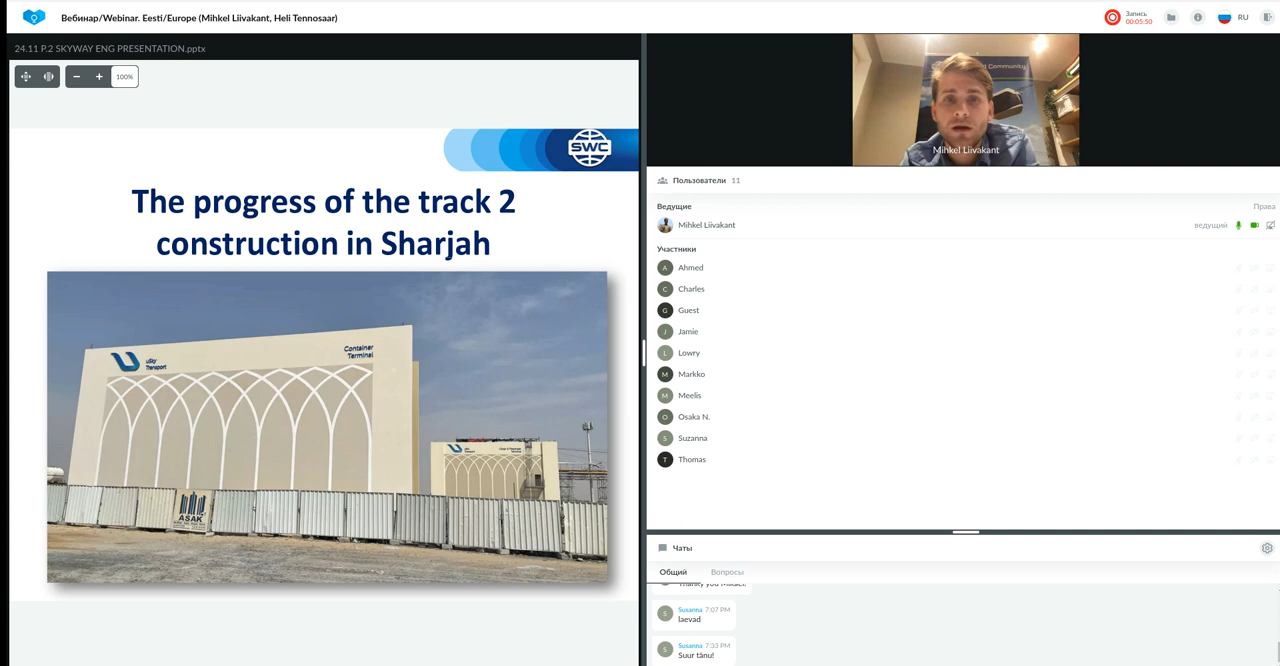 Вебинар/Webinar. Eesti/Europe (Mihkel Liivakant, Heli Tennosaar)
Запись
00:05:50
RU
24.11 P.2 SKYWAY ENG PRESENTATION.pptx
100%
SWC
The progress of the track 2
construction in Sharjah
uSky
Transport
Container
Terminal
ASAK
Community
Mihkel Liivakant
Пользователи 11
Ведущие
Права
Mihkel Liivakant
ведущий
Участники
A Ahmed
C Charles
G Guest
J Jamie
L Lowry
M Markko
M Meelis
O Osaka N.
S Suzanna
T Thomas
Чаты
Общий
Вопросы
S
Susanna 7:07 PM
laevad
S
Susanna 7:33 PM
Suur tänu!